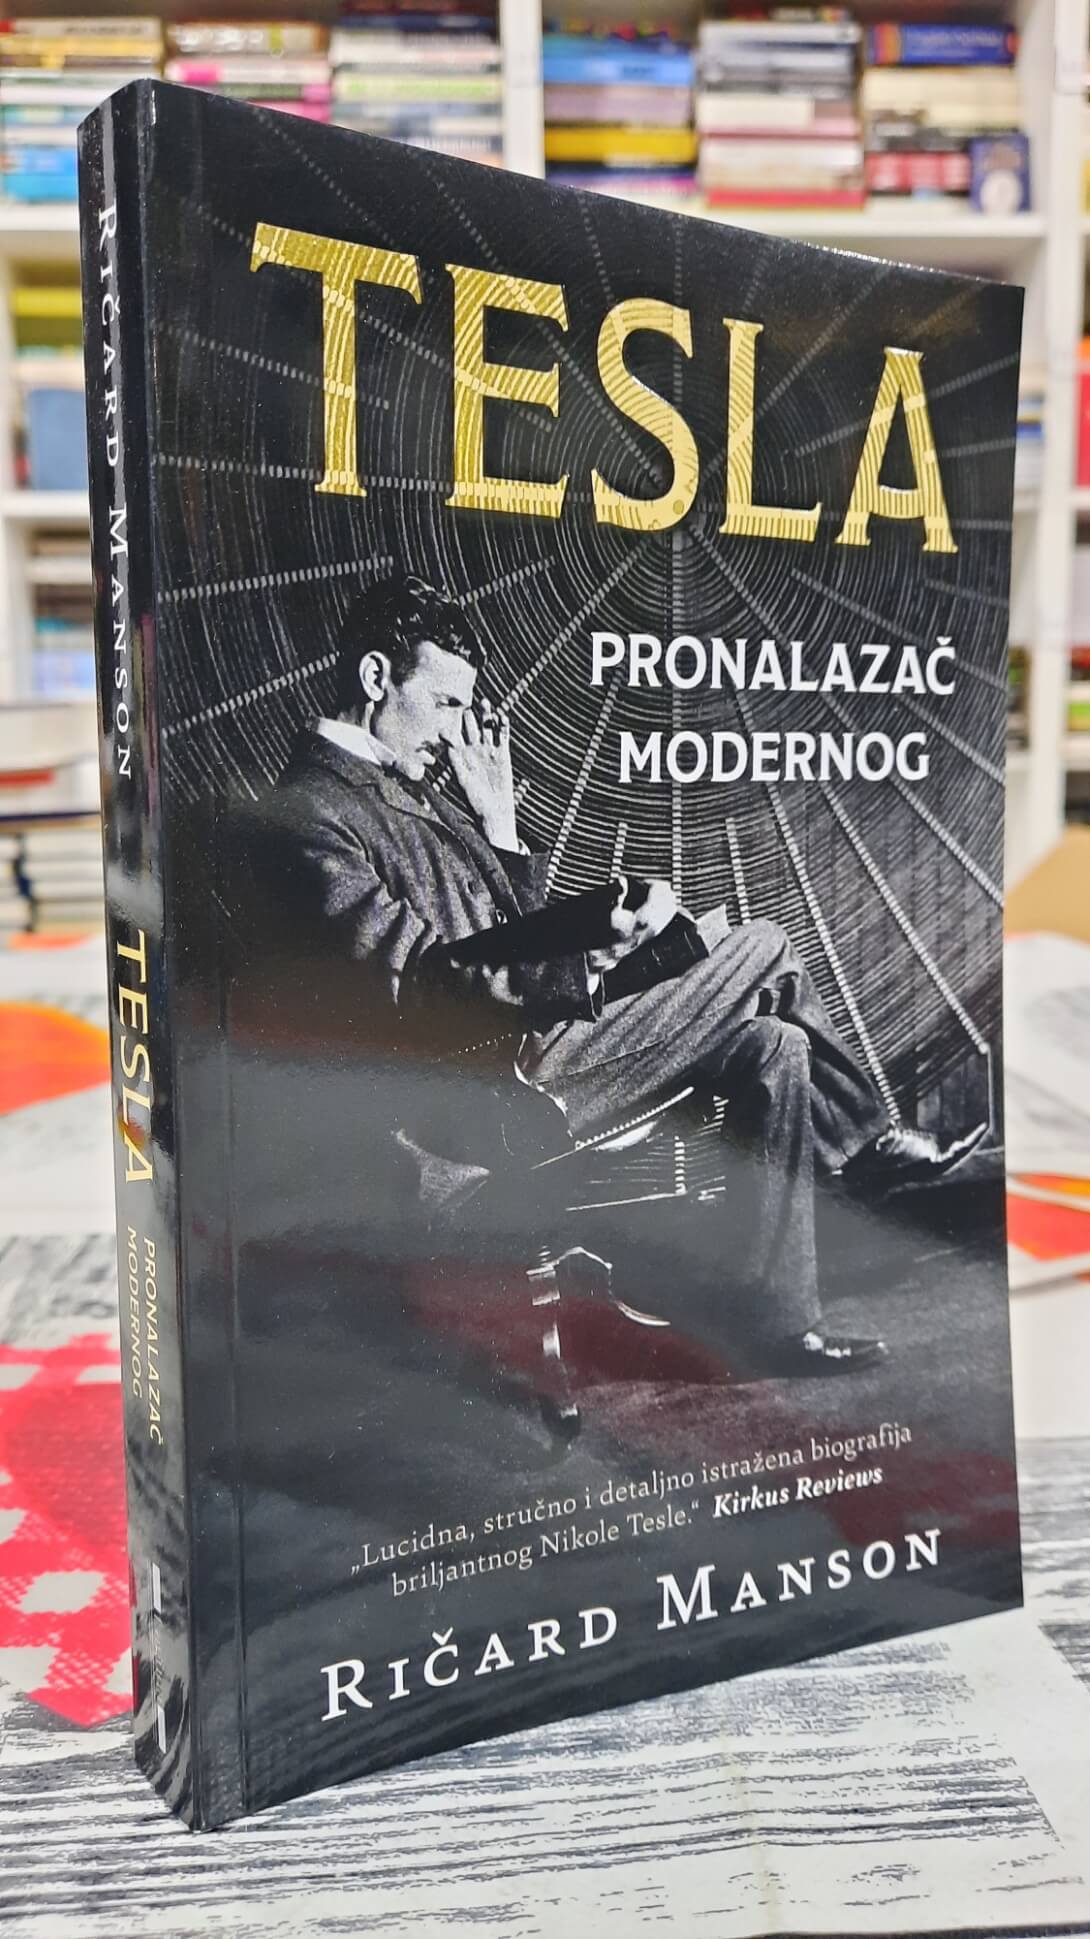 TESLA
PRONALAZAČ
MODERNOG
„Lucidna, stručno i detaljno istražena biografija
briljantnog Nikole Tesle.“ Kirkus Reviews
RIČARD MANSON
RIČARD MANSON
TESLA
PRONALAZAČ
MODERNOG